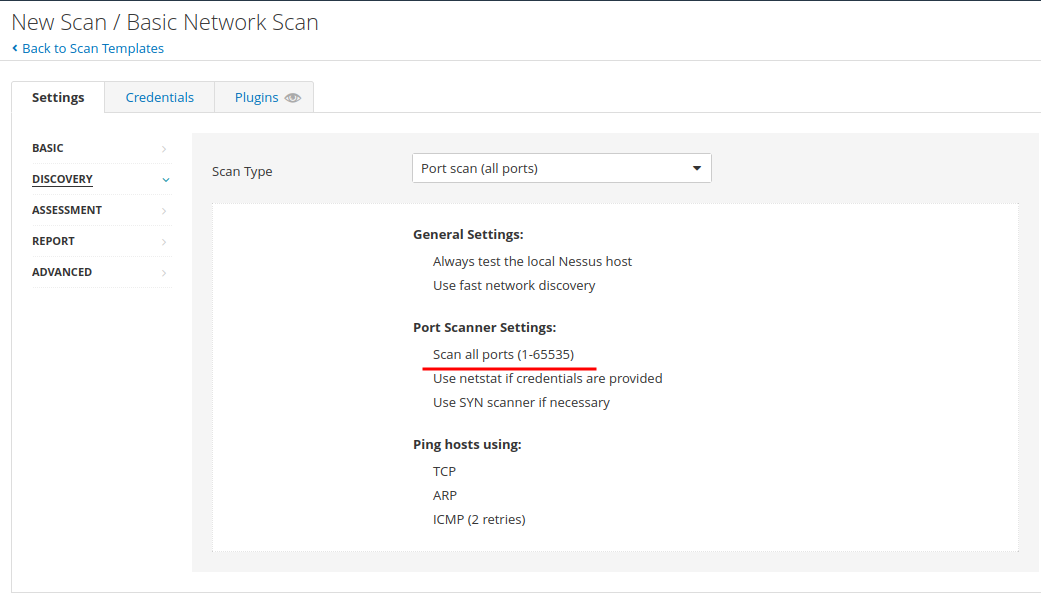 New Scan / Basic Network Scan
Back to Scan Templates
Settings
Credentials
Plugins
BASIC
DISCOVERY
ASSESSMENT
REPORT
ADVANCED
Scan Type
Port scan (all ports)
General Settings:
Always test the local Nessus host
Use fast network discovery
Port Scanner Settings:
Scan all ports (1-65535)
Use netstat if credentials are provided
Use SYN scanner if necessary
Ping hosts using:
TCP
ARP
ICMP (2 retries)